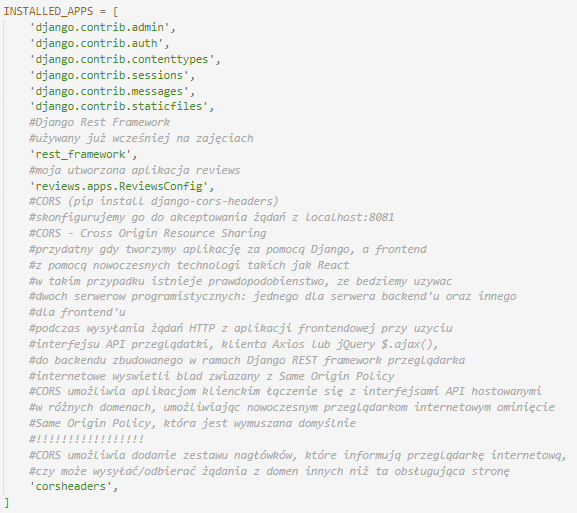 INSTALLED_APPS = [
'django.contrib.admin',
'django.contrib.auth',
'django.contrib.contenttypes',
'django.contrib.sessions',
'django.contrib.messages',
'django.contrib.staticfiles',
#Django Rest Framework
#używany już wcześniej na zajęciach
'rest_framework',
#moja utworzona aplikacja reviews
'reviews.apps.ReviewsConfig',
#CORS (pip install django-cors-headers)
#skonfigurujemy go do akceptowania żądań z localhost:8081
#CORS - Cross Origin Resource Sharing
#przydatny gdy tworzymy aplikację za pomocą Django, a frontend
#z pomocą nowoczesnych technologi takich jak React
#w takim przypadku istnieje prawdopodobienstwo, ze bedziemy uzywac
#dwoch serwerow programistycznych: jednego dla serwera backend'u oraz innego
#dla frontend'u
#podczas wysyłania żądań HTTP z aplikacji frontendowej przy uzyciu
#interfejsu API przeglądatki, klienta Axios lub jQuery $.ajax(),
#do backendu zbudowanego w ramach Django REST framework przeglądarka
#internetowe wyswietli blad zwiazany z Same Origin Policy
#CORS umożliwia aplikacjom klienckim łączenie się z interfejsami API hostowanymi
#w różnych domenach, umożliwiając nowoczesnym przeglądarkom internetowym ominięcie
#Same Origin Policy, która jest wymuszana domyślnie
#!!!!!!!!!!!!!!!!!
#CORS umożliwia dodanie zestawu nagłówków, które informują przeglądarkę internetową,
#czy może wysyłać/odbierać żądania z domen innych niż ta obsługująca stronę
'corsheaders',
]